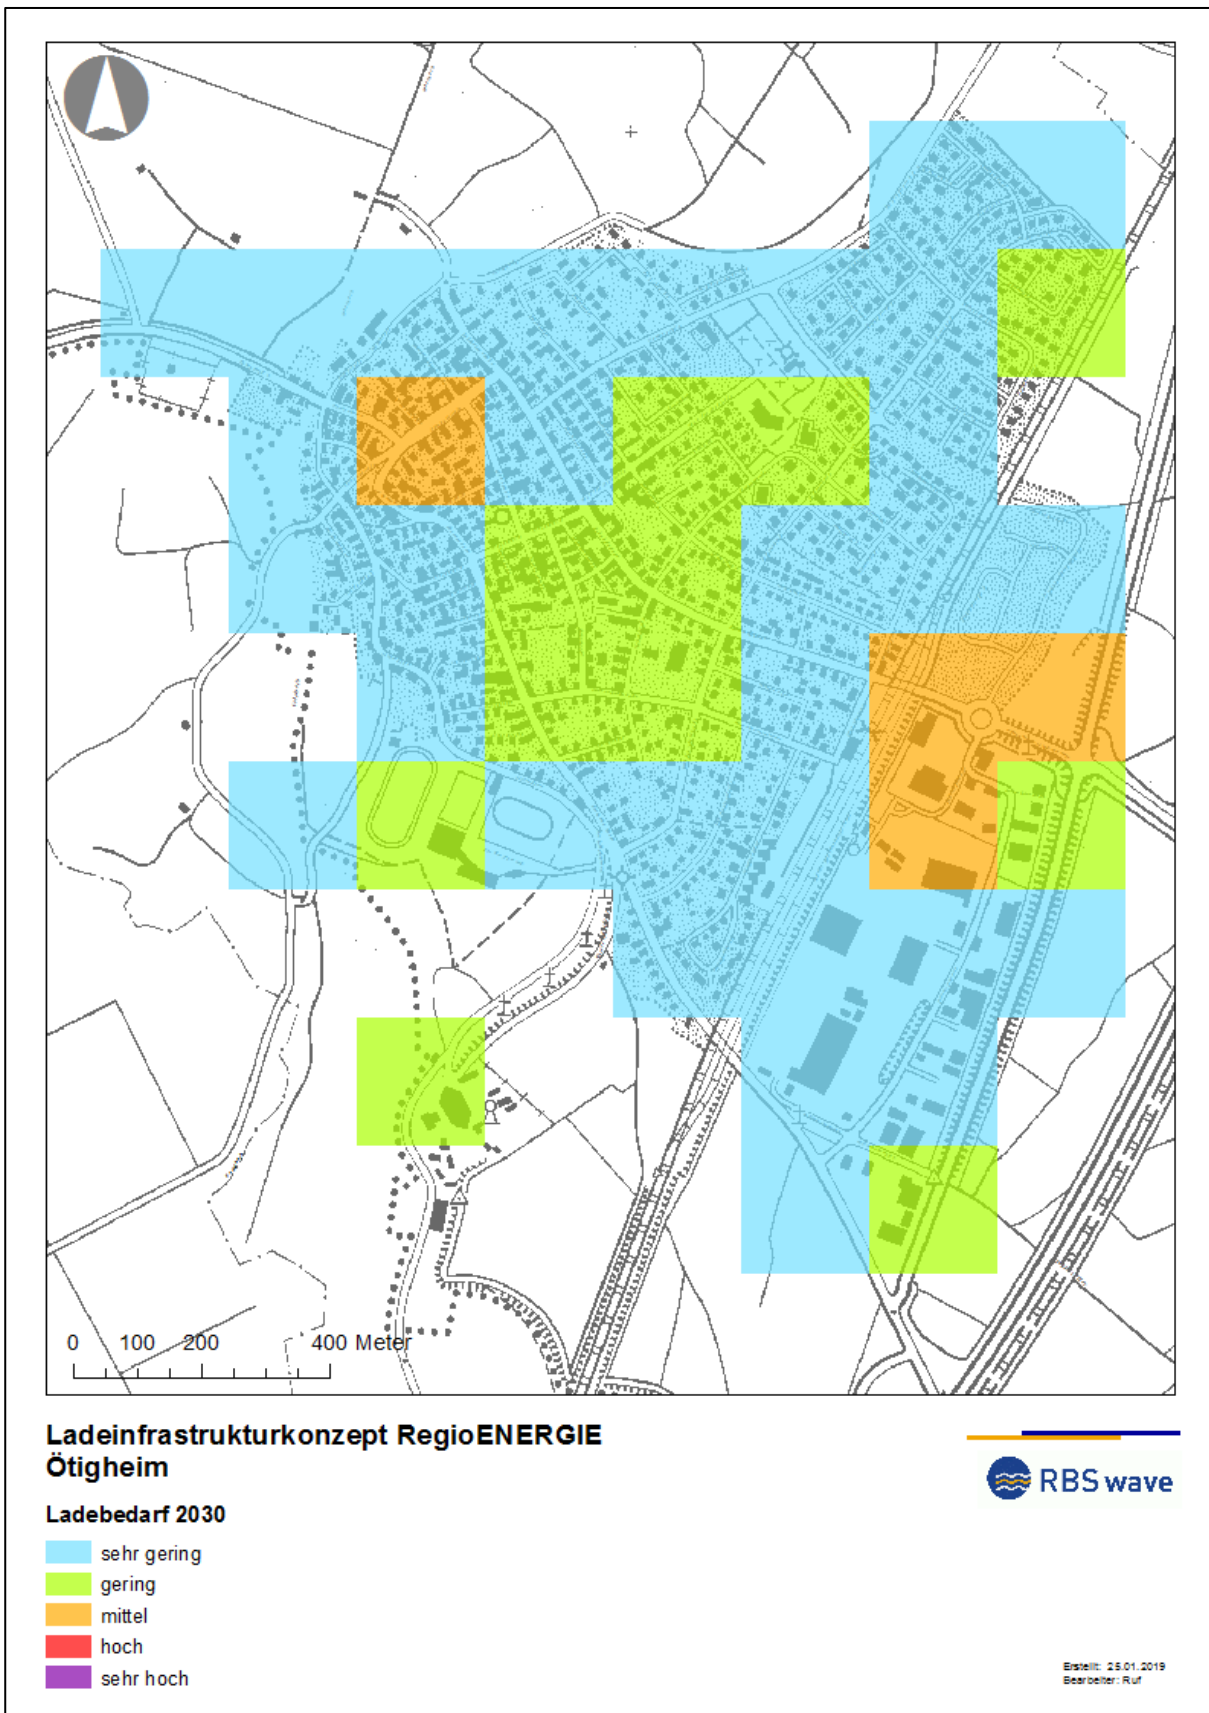 0 100 200 400 Meter
Ladeinfrastrukturkonzept RegioENERGIE
Ötigheim
RBS wave
Ladebedarf 2030
sehr gering
gering
mittel
hoch
sehr hoch
Erstellt: 25.01.2019
Bearbeiter: Ruf